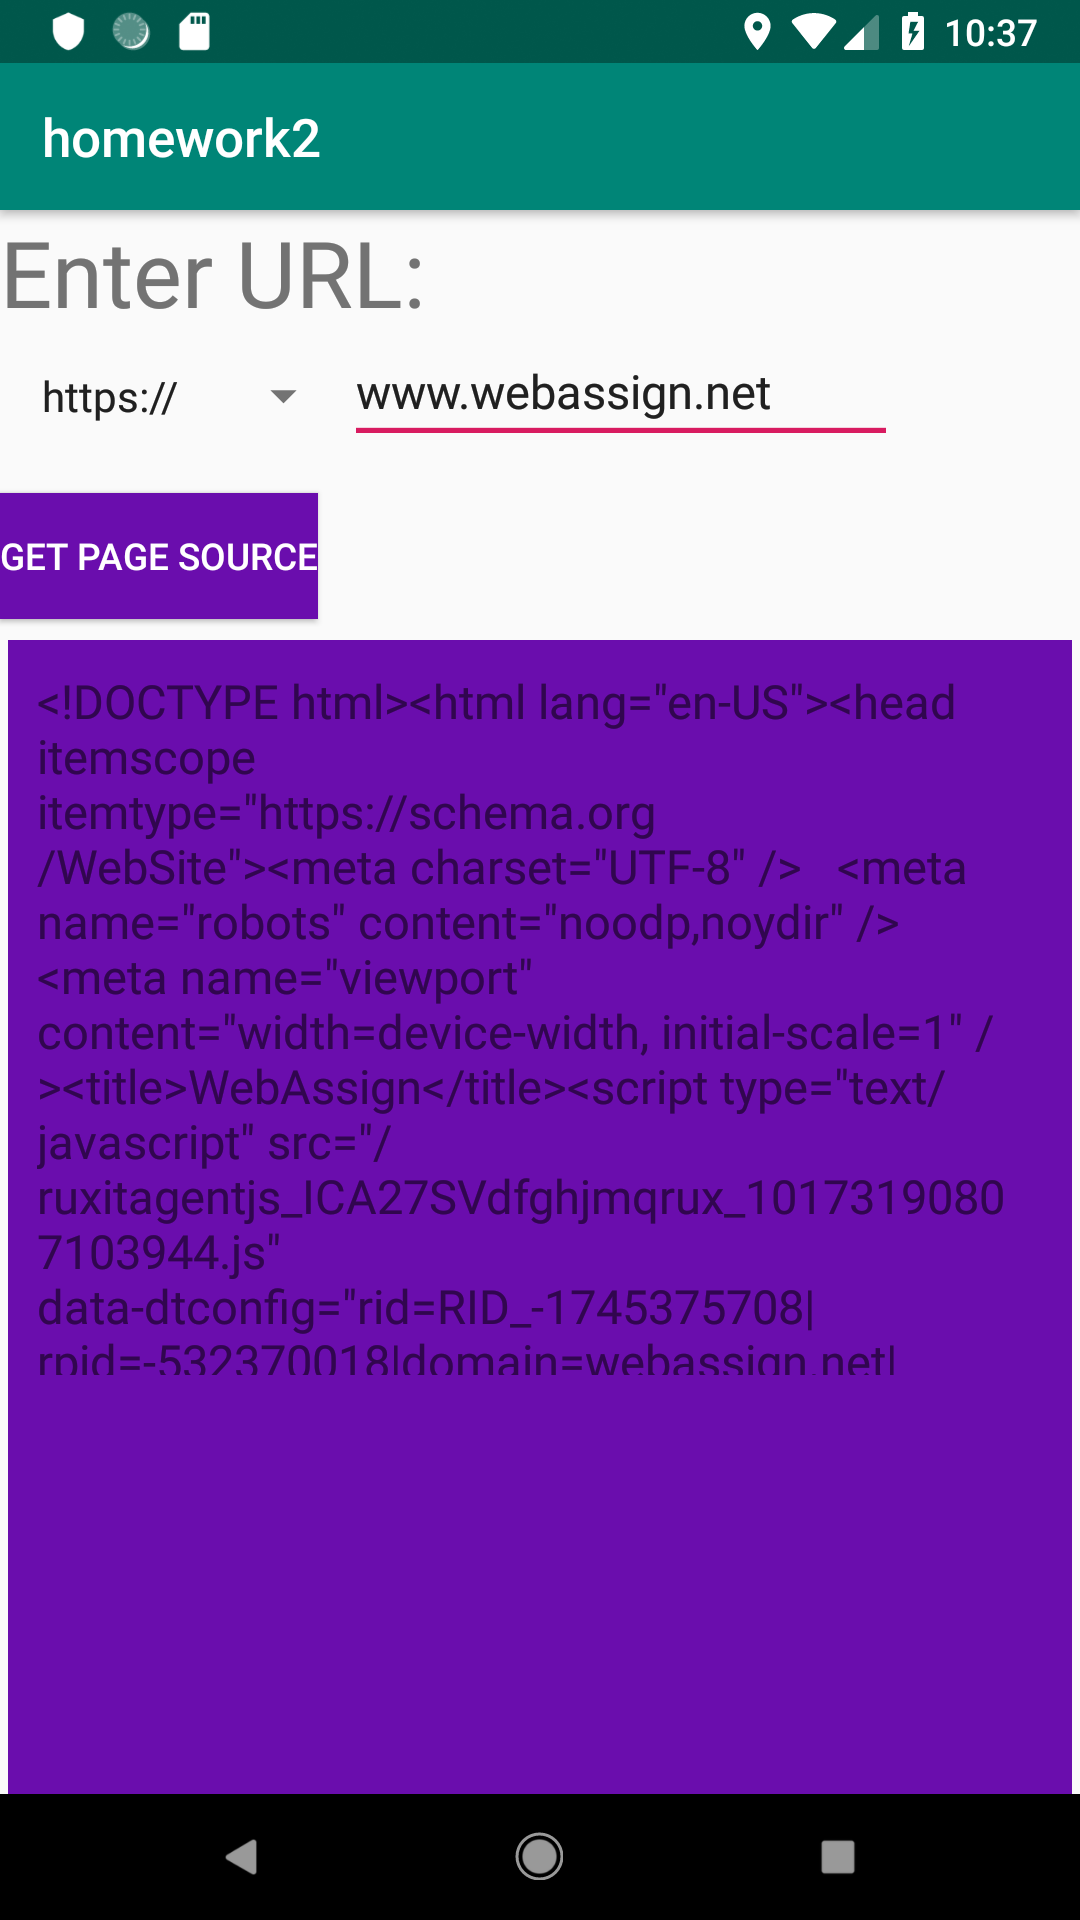 10:37
homework2
Enter URL:
https://
www.webassign.net
GET PAGE SOURCE
<!DOCTYPE html><html lang="en-US"><head
itemscope
itemtype="https://schema.org
/WebSite"><meta charset="UTF-8" />   <meta
name="robots" content="noodp,noydir" />
<meta name="viewport"
content="width=device-width, initial-scale=1" /
><title>WebAssign</title><script type="text/
javascript" src="/
ruxitagentjs_ICA27SVdfghjmqrux_1017319080
7103944.js"
data-dtconfig="rid=RID_-1745375708|
rpid=-532370018|domain=webassign.net|